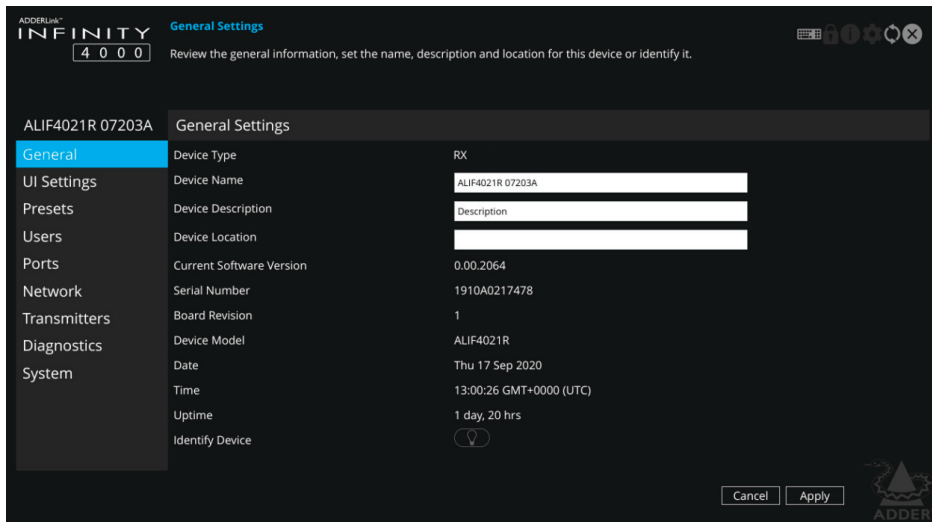 ADDERLink™
INFINITY
4000
General Settings
Review the general information, set the name, description and location for this device or identify it.
ALIF4021R 07203A
General Settings
General
UI Settings
Presets
Users
Ports
Network
Transmitters
Diagnostics
System
Device Type RX
Device Name ALIF4021R 07203A
Device Description Description
Device Location
Current Software Version 0.00.2064
Serial Number 1910A0217478
Board Revision 1
Device Model ALIF4021R
Date Thu 17 Sep 2020
Time 13:00:26 GMT+0000 (UTC)
Uptime 1 day, 20 hrs
Identify Device
Cancel Apply
ADDER